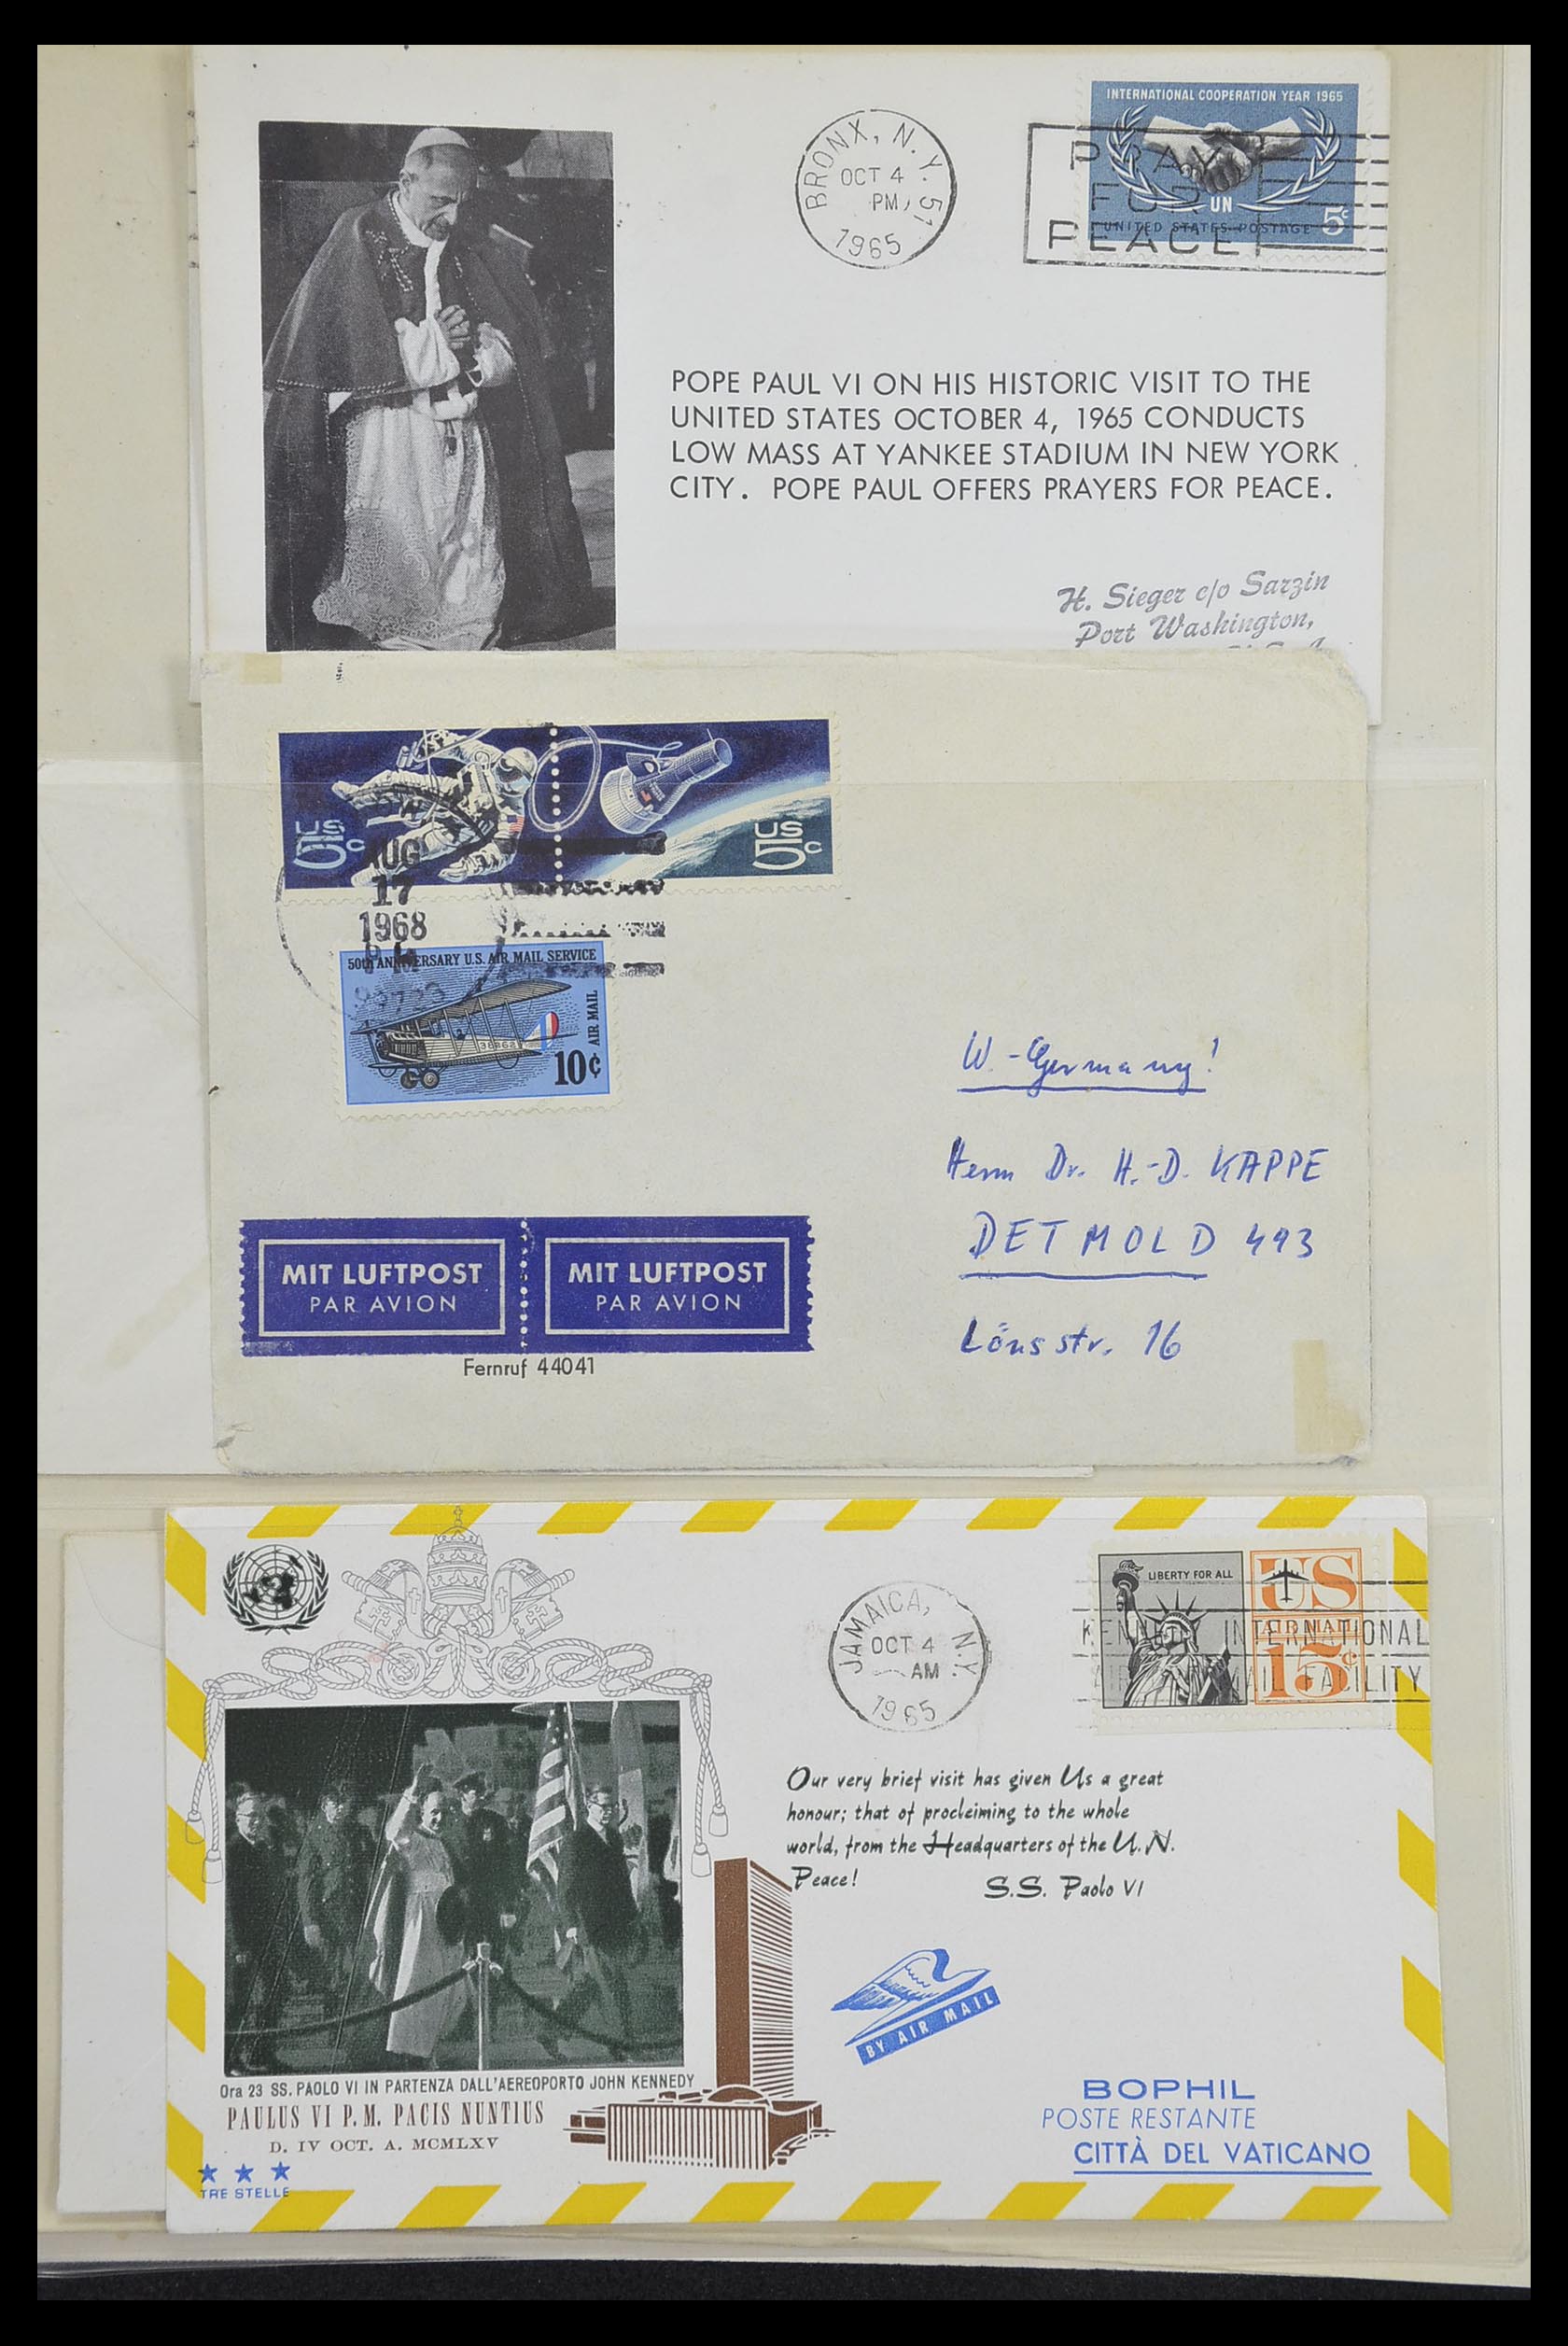 INTERNATIONAL COOPERATION YEAR 1965
UN
UNITED STATES POSTAGE 5c
BRONX, N.Y. 51
OCT 4
PM
1965
PRAY
FOR
PEACE
POPE PAUL VI ON HIS HISTORIC VISIT TO THE
UNITED STATES OCTOBER 4, 1965 CONDUCTS
LOW MASS AT YANKEE STADIUM IN NEW YORK
CITY. POPE PAUL OFFERS PRAYERS FOR PEACE.
H. Sieger c/o Sarzin
Port Washington,
US 5c
US 5c
AUG
17
1968
50th ANNIVERSARY U.S. AIR MAIL SERVICE
AIR MAIL
10¢
W.-Germany!
Herrn Dr. H.-D. KAPPE
DETMOLD 493
Lönsstr. 16
MIT LUFTPOST
PAR AVION
MIT LUFTPOST
PAR AVION
Fernruf 44041
LIBERTY FOR ALL
US
AIR MAIL
15c
JAMAICA, N.Y.
OCT 4
AM
1965
INTERNATIONAL
MAIL FACILITY
Our very brief visit has given Us a great
honour; that of procleiming to the whole
world, from the Headquarters of the U.N.
Peace!
S.S. Paolo VI
BY AIR MAIL
Ora 23 SS. PAOLO VI IN PARTENZA DALL'AEREOPORTO JOHN KENNEDY
PAULUS VI P.M. PACIS NUNTIUS
D. IV OCT. A. MCMLXV
TRE STELLE
BOPHIL
POSTE RESTANTE
CITTÀ DEL VATICANO